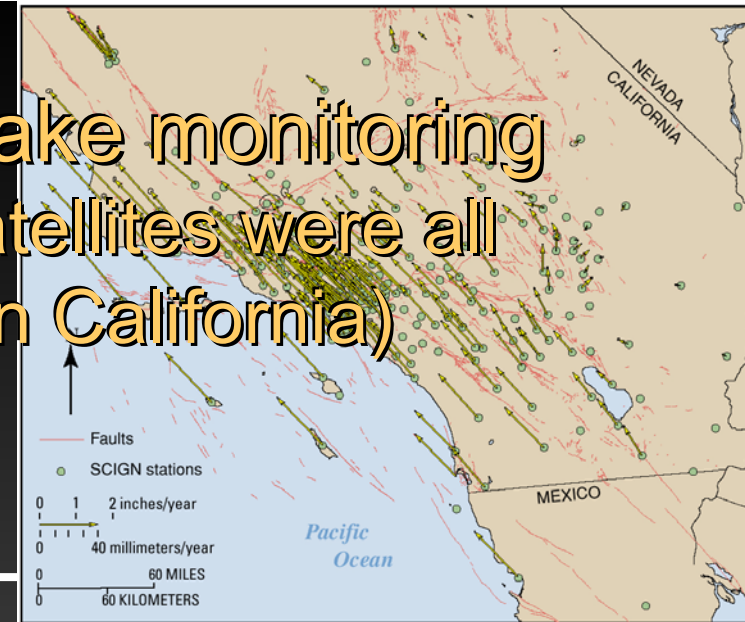 ake monitoring
atellites were all
n California)
NEVADA
CALIFORNIA
Faults
SCIGN stations
0 1 2 inches/year
0 40 millimeters/year
0 60 MILES
0 60 KILOMETERS
Pacific
Ocean
MEXICO